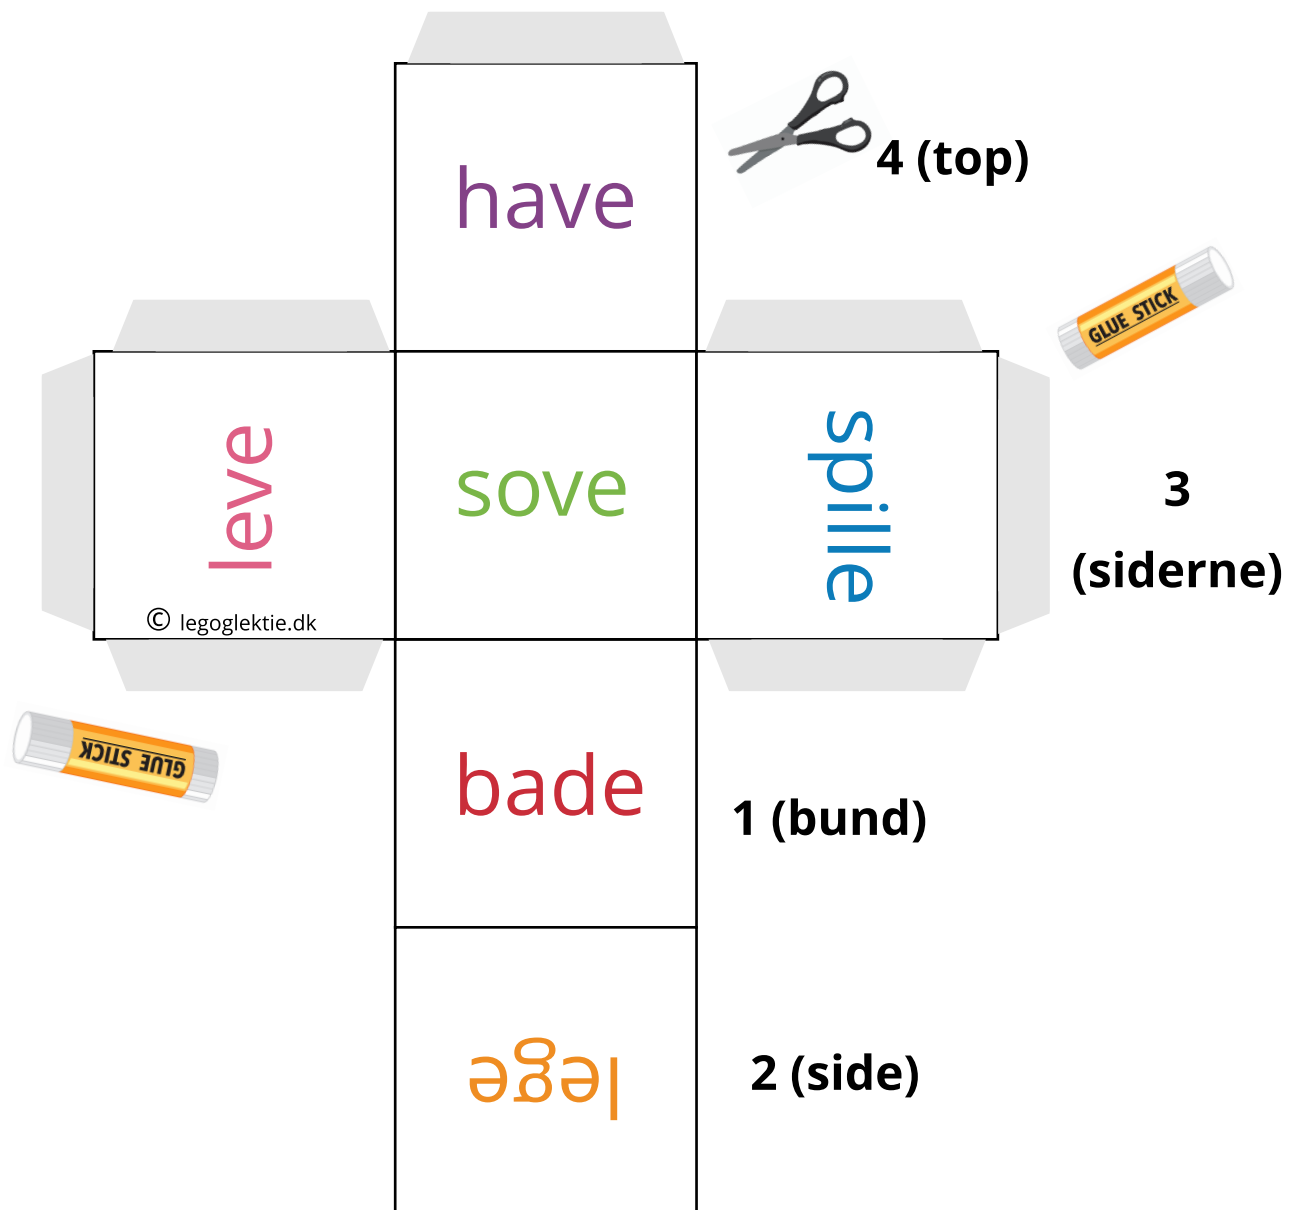 have
4 (top)
GLUE STICK
leve
sove
spille
3
(siderne)
© legoglektie.dk
GLUE STICK
bade
1 (bund)
lege
2 (side)